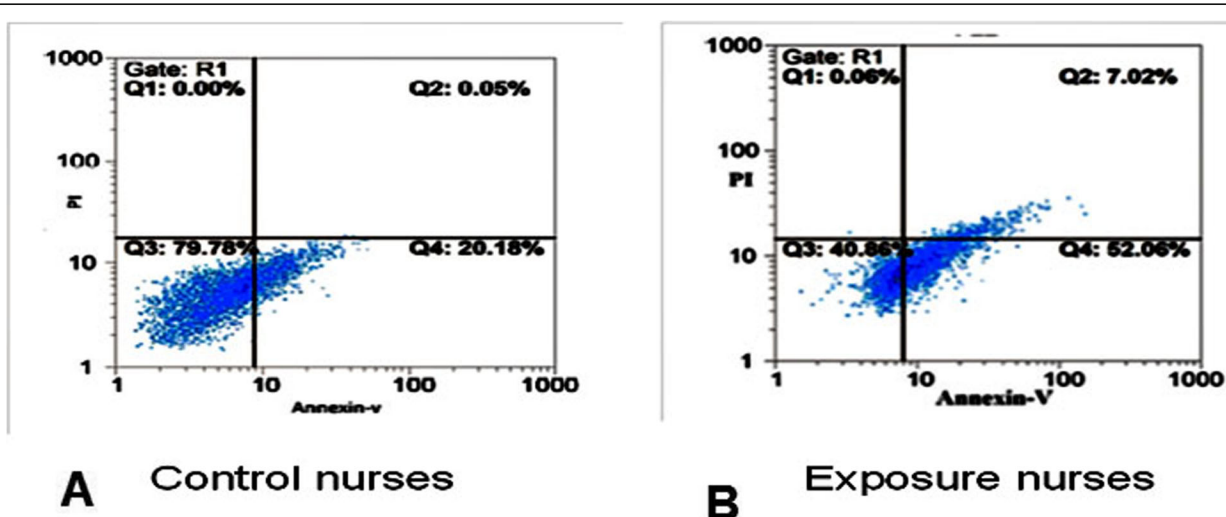 1000
Gate: R1
Q1: 0.00%
Q2: 0.05%
100
PI
Q3: 79.78%
Q4: 20.18%
10
1
1 10 100 1000
Annexin-v
A Control nurses
1000
Gate: R1
Q1: 0.06%
Q2: 7.02%
100
PI
Q3: 40.86%
Q4: 52.06%
10
1
1 10 100 1000
Annexin-V
B Exposure nurses